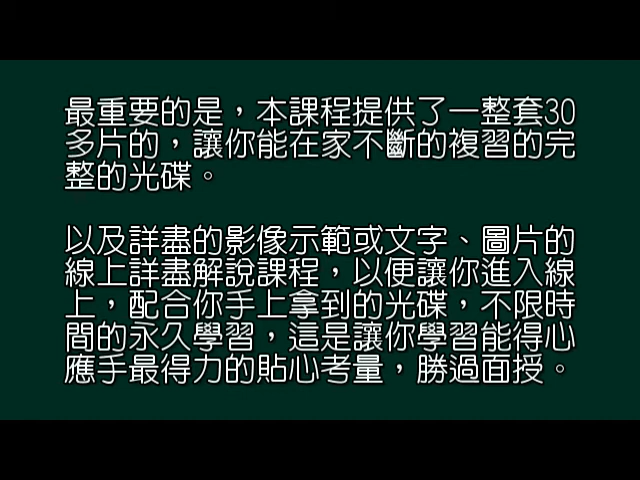 最重要的是，本課程提供了一整套30
多片的，讓你能在家不斷的複習的完
整的光碟。
以及詳盡的影像示範或文字、圖片的
線上詳盡解說課程，以便讓你進入線
上，配合你手上拿到的光碟，不限時
間的永久學習，這是讓你學習能得心
應手最得力的貼心考量，勝過面授。